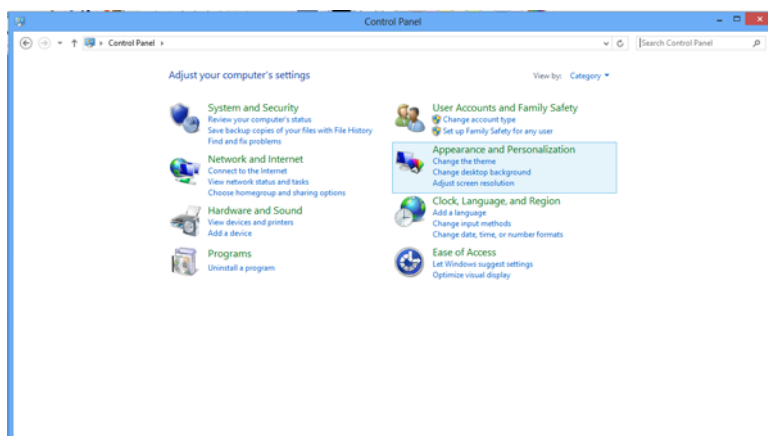 Control Panel
Control Panel
Search Control Panel
Adjust your computer's settings
View by: Category
System and Security
Review your computer's status
Save backup copies of your files with File History
Find and fix problems
Network and Internet
Connect to the Internet
View network status and tasks
Choose homegroup and sharing options
Hardware and Sound
View devices and printers
Add a device
Programs
Uninstall a program
User Accounts and Family Safety
Change account type
Set up Family Safety for any user
Appearance and Personalization
Change the theme
Change desktop background
Adjust screen resolution
Clock, Language, and Region
Add a language
Change input methods
Change date, time, or number formats
Ease of Access
Let Windows suggest settings
Optimize visual display